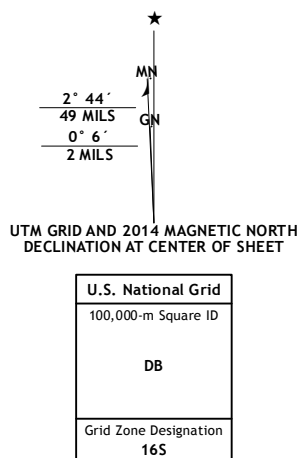 MN
2° 44´
49 MILS
GN
0° 6´
2 MILS
UTM GRID AND 2014 MAGNETIC NORTH
DECLINATION AT CENTER OF SHEET
U.S. National Grid
100,000-m Square ID
DB
Grid Zone Designation
16S